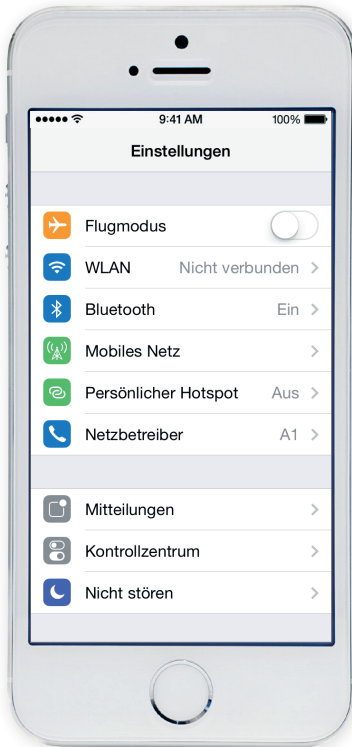 9:41 AM 100%
Einstellungen
Flugmodus
WLAN Nicht verbunden
Bluetooth Ein
Mobiles Netz
Persönlicher Hotspot Aus
Netzbetreiber A1
Mitteilungen
Kontrollzentrum
Nicht stören